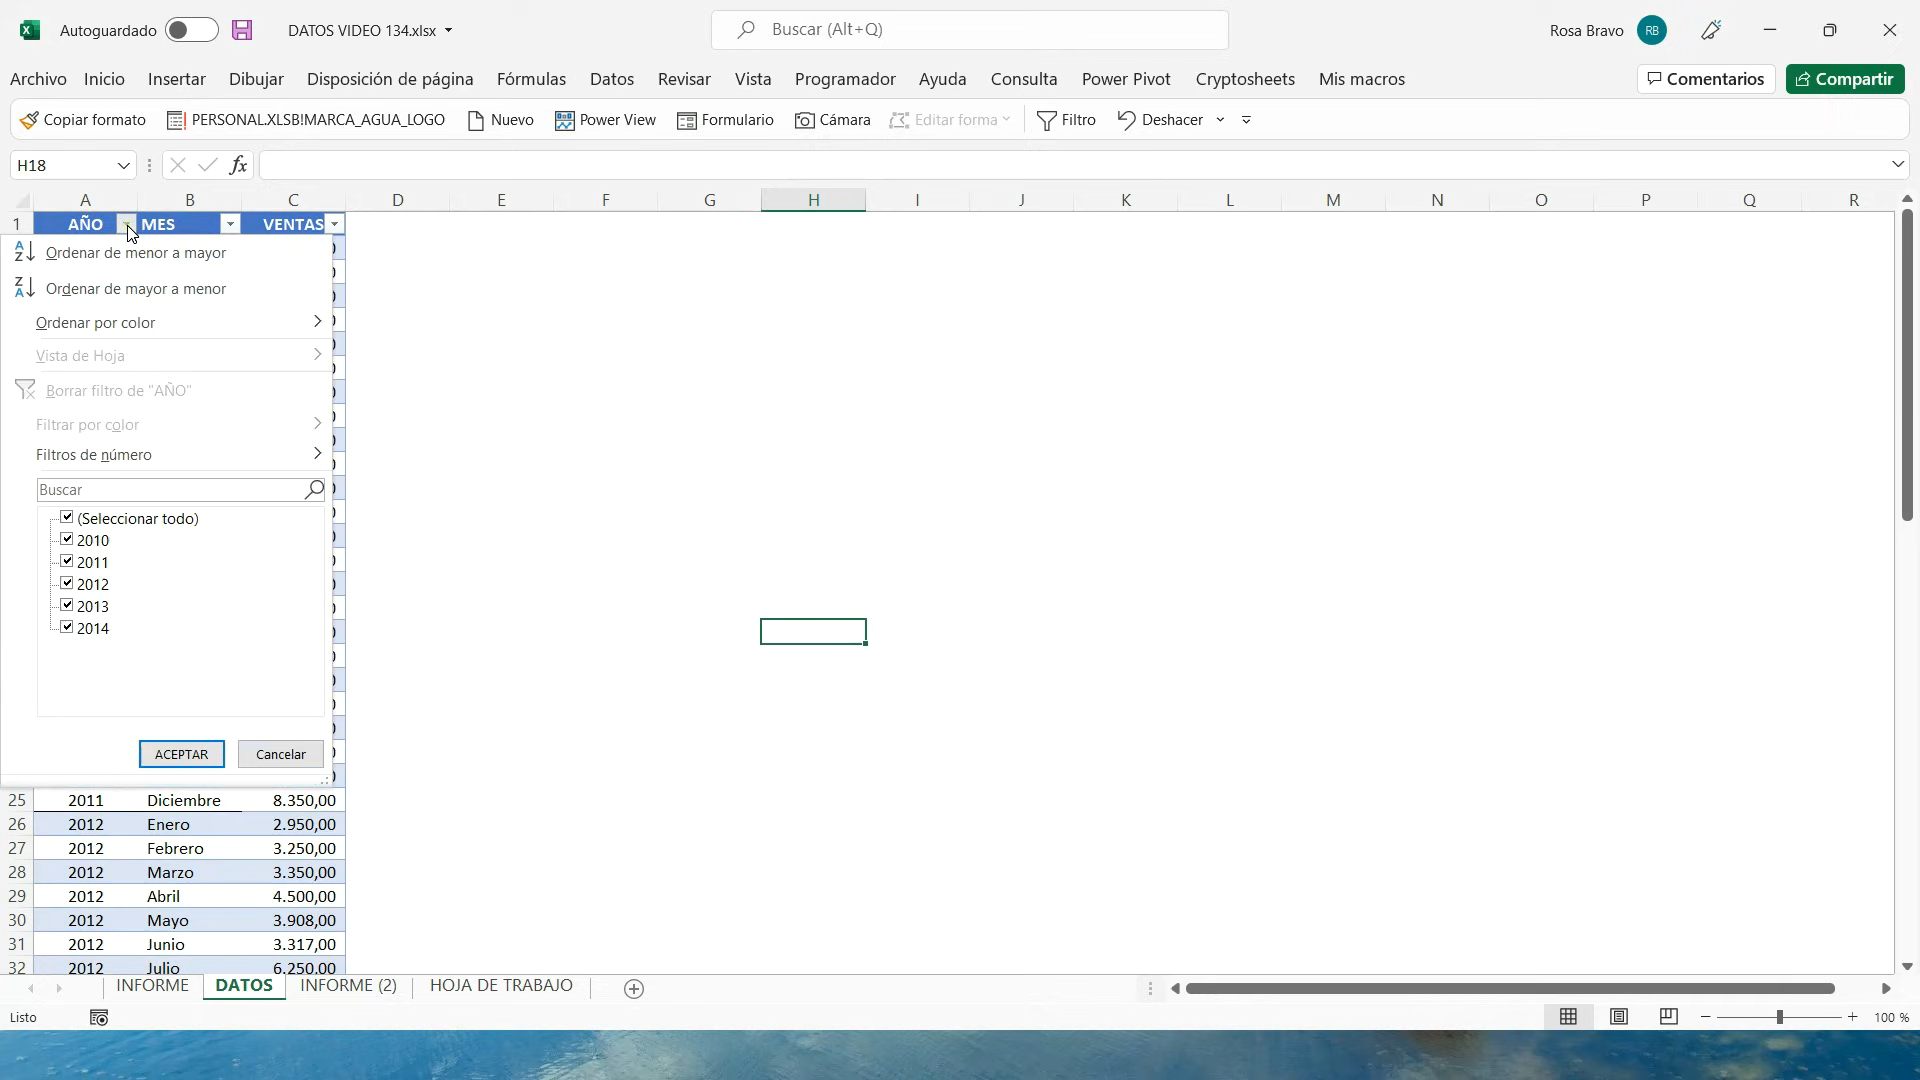 Autoguardado
DATOS VIDEO 134.xlsx
Buscar (Alt+Q)
Rosa Bravo
RB
Archivo Inicio Insertar Dibujar Disposición de página Fórmulas Datos Revisar Vista Programador Ayuda Consulta Power Pivot Cryptosheets Mis macros
Comentarios
Compartir
Copiar formato PERSONAL.XLSB!MARCA_AGUA_LOGO Nuevo Power View Formulario Cámara Editar forma Filtro Deshacer
H18
fx
A B C D E F G H I J K L M N O P Q R
1 AÑO MES VENTAS
Ordenar de menor a mayor
Ordenar de mayor a menor
Ordenar por color
Vista de Hoja
Borrar filtro de "AÑO"
Filtrar por color
Filtros de número
Buscar
(Seleccionar todo)
2010
2011
2012
2013
2014
ACEPTAR Cancelar
25 2011 Diciembre 8.350,00
26 2012 Enero 2.950,00
27 2012 Febrero 3.250,00
28 2012 Marzo 3.350,00
29 2012 Abril 4.500,00
30 2012 Mayo 3.908,00
31 2012 Junio 3.317,00
32 2012 Julio 6.250,00
INFORME DATOS INFORME (2) HOJA DE TRABAJO
Listo
100 %